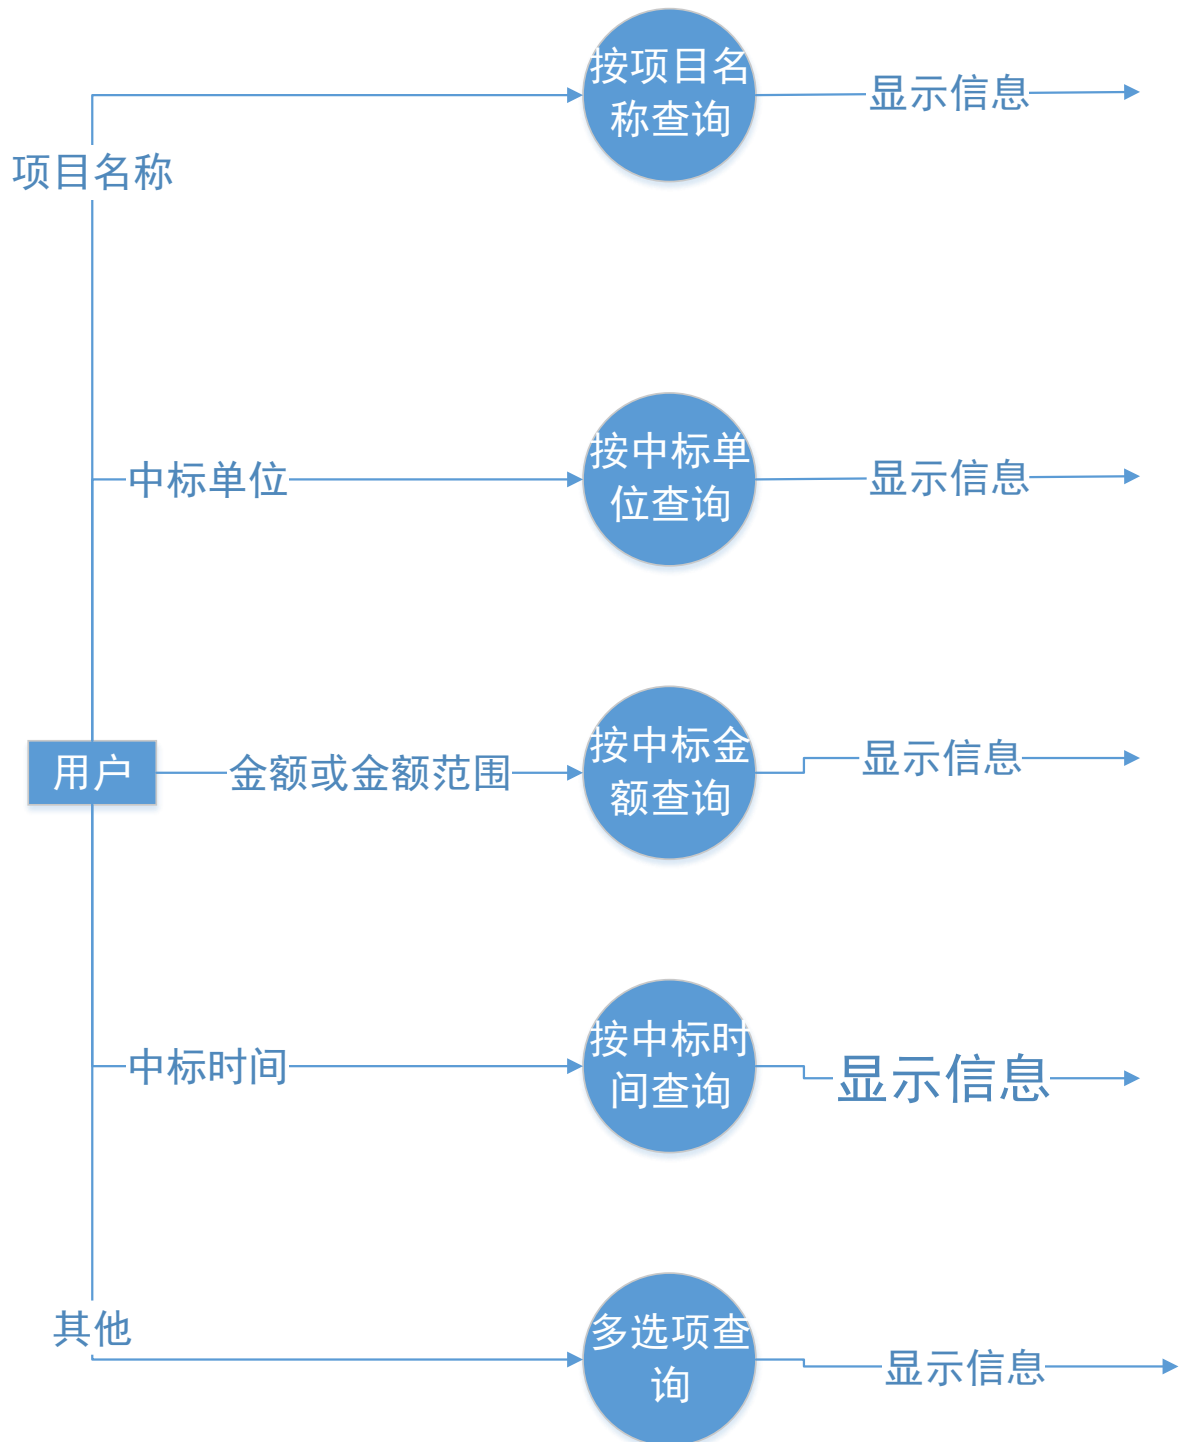 按项目名
称查询
显示信息
项目名称
中标单位
按中标单
位查询
显示信息
用户
金额或金额范围
按中标金
额查询
显示信息
中标时间
按中标时
间查询
显示信息
其他
多选项查
询
显示信息